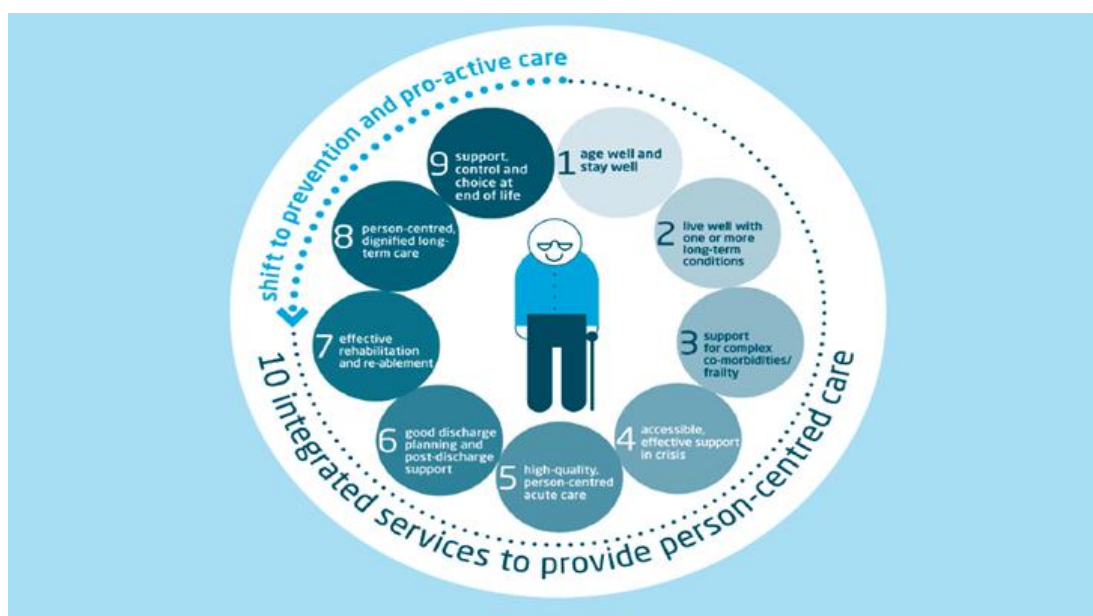 shift to prevention and pro-active care
1 age well and
stay well
2 live well with
one or more
long-term
conditions
3 support
for complex
co-morbidities/
frailty
4 accessible,
effective support
in crisis
5 high-quality,
person-centred
acute care
6 good discharge
planning and
post-discharge
support
7 effective
rehabilitation
and re-ablement
8 person-centred,
dignified long-
term care
9 support,
control and
choice at
end of life
10 integrated services to provide person-centred care